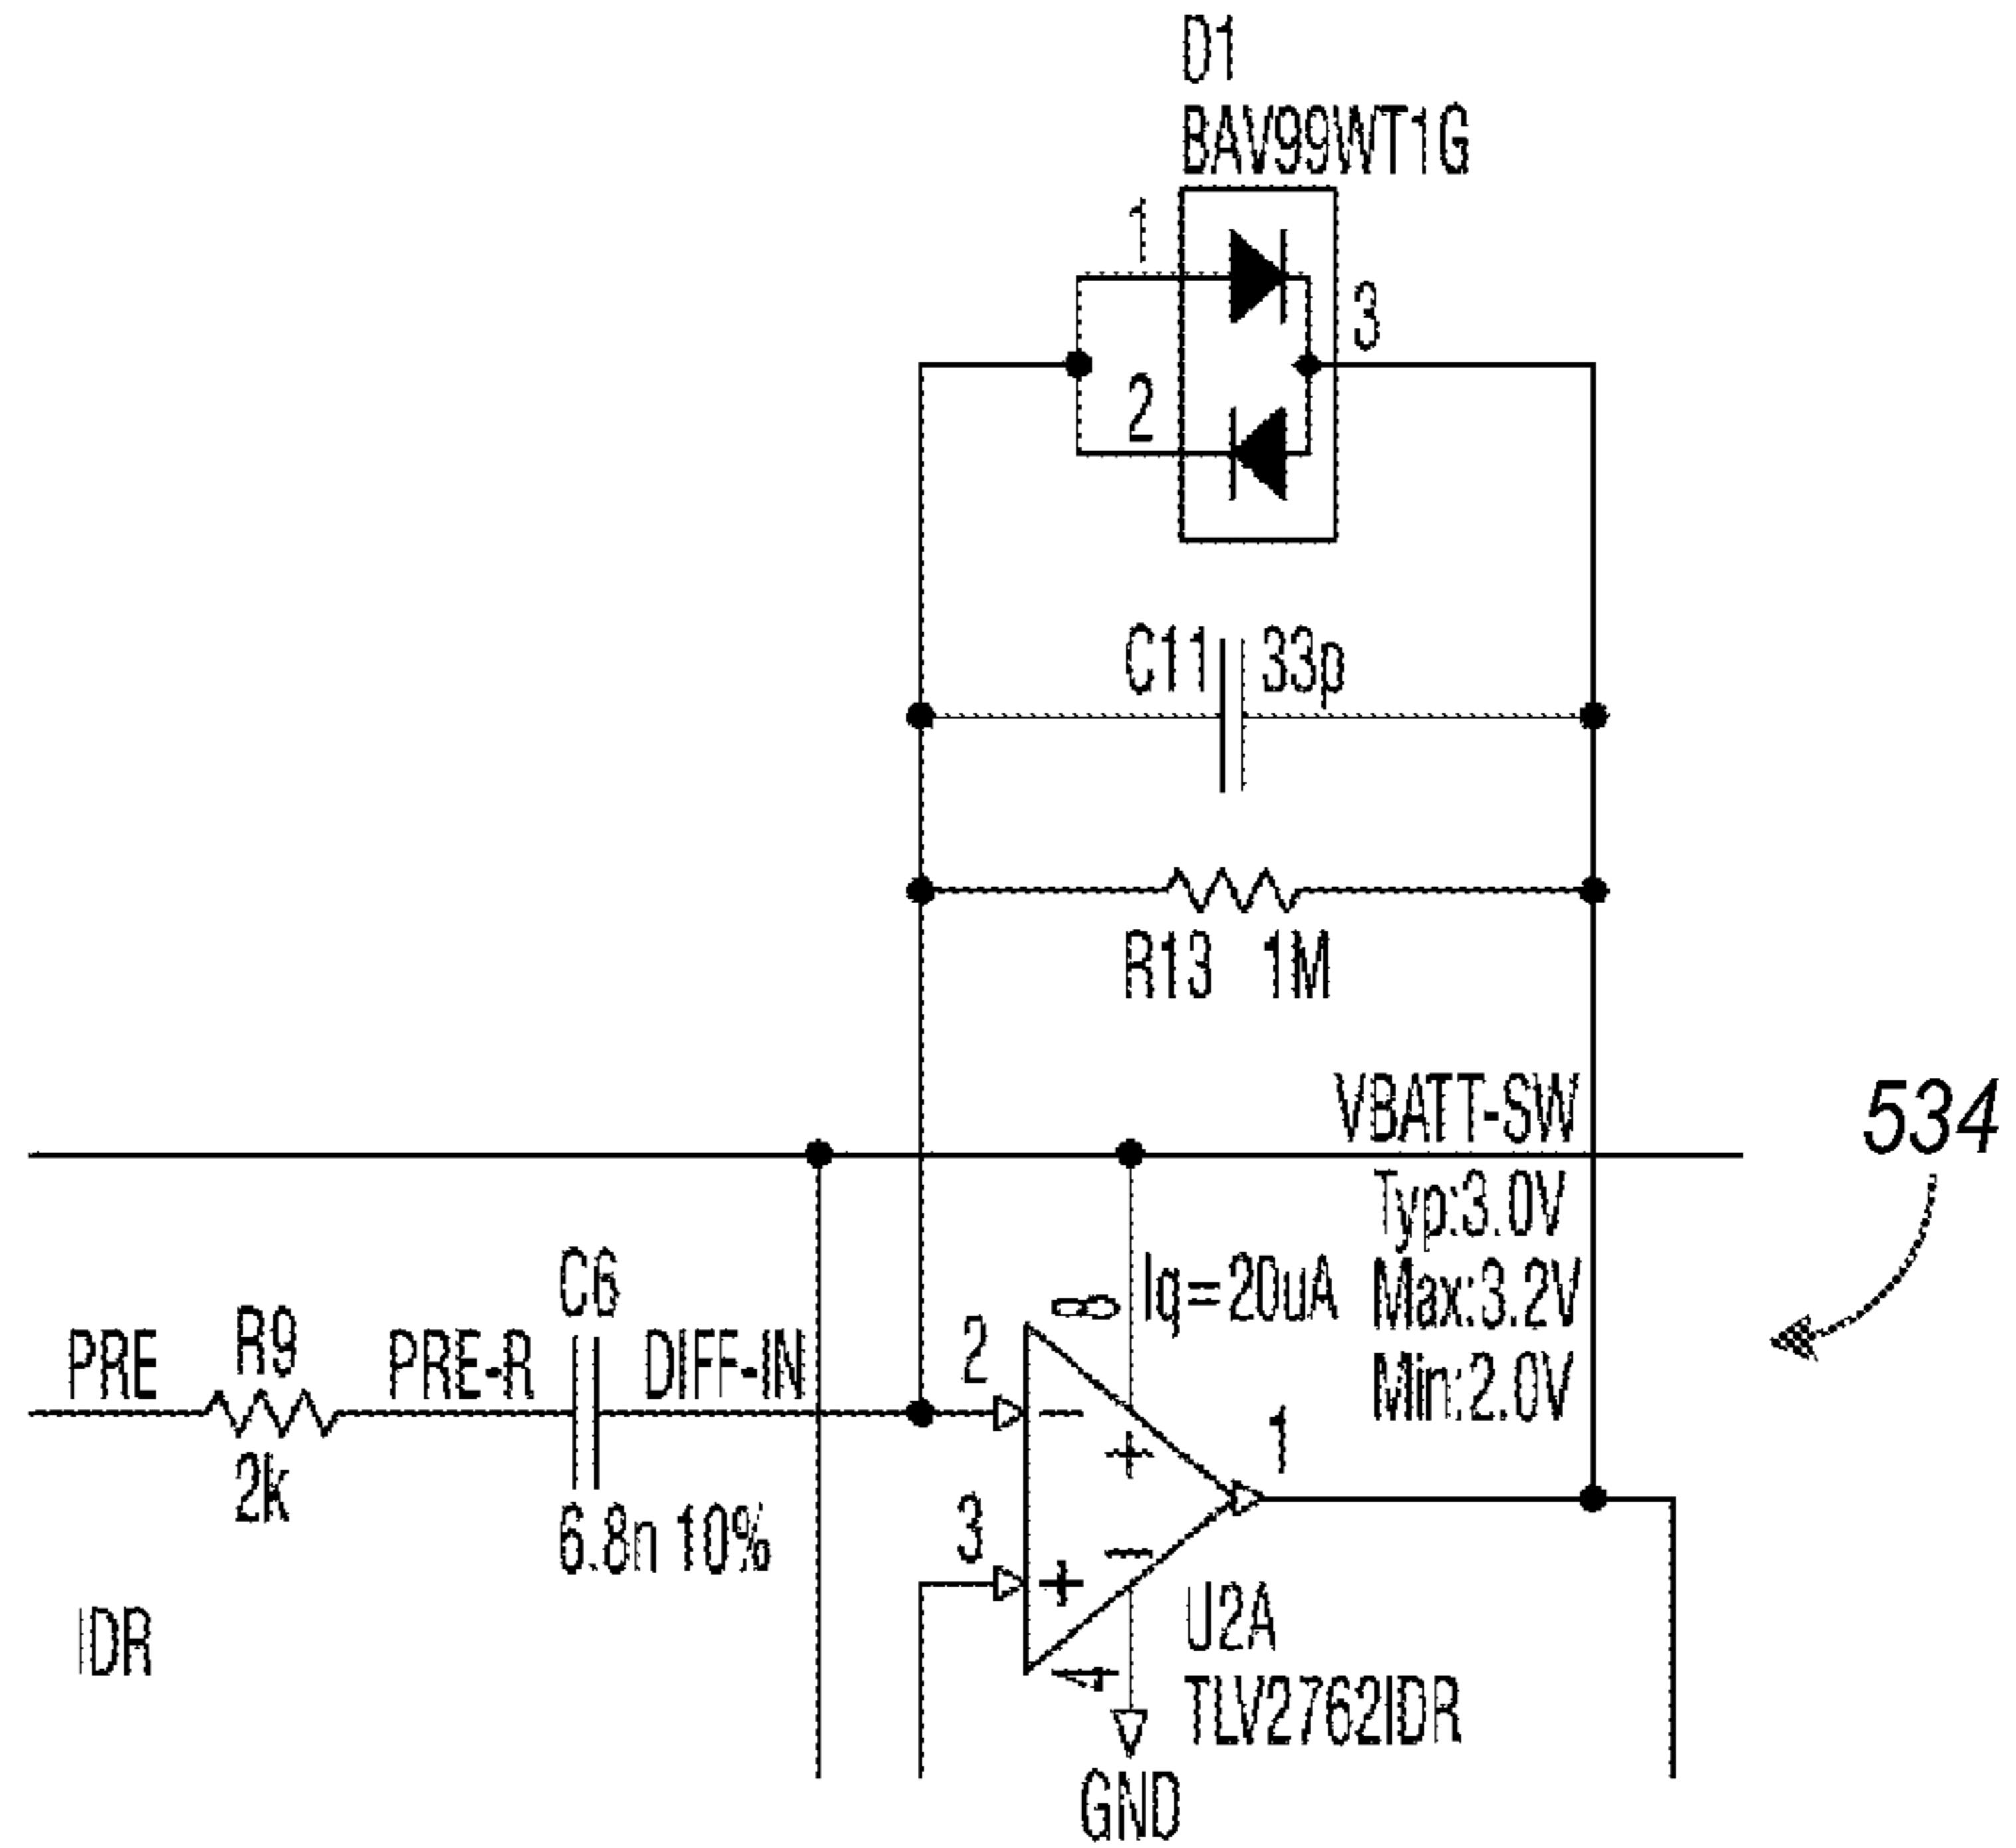 D1
BAV99WT1G
1
3
2
C11 33p
R13 1M
VBATT-SW
534
Typ:3.0V
Iq=20uA
Max:3.2V
Min:2.0V
8
C6
R9
PRE
PRE-R
DIFF-IN
2
-
+
1
2k
6.8n 10%
3
+
-
IDR
4
U2A
TLV2762IDR
GND